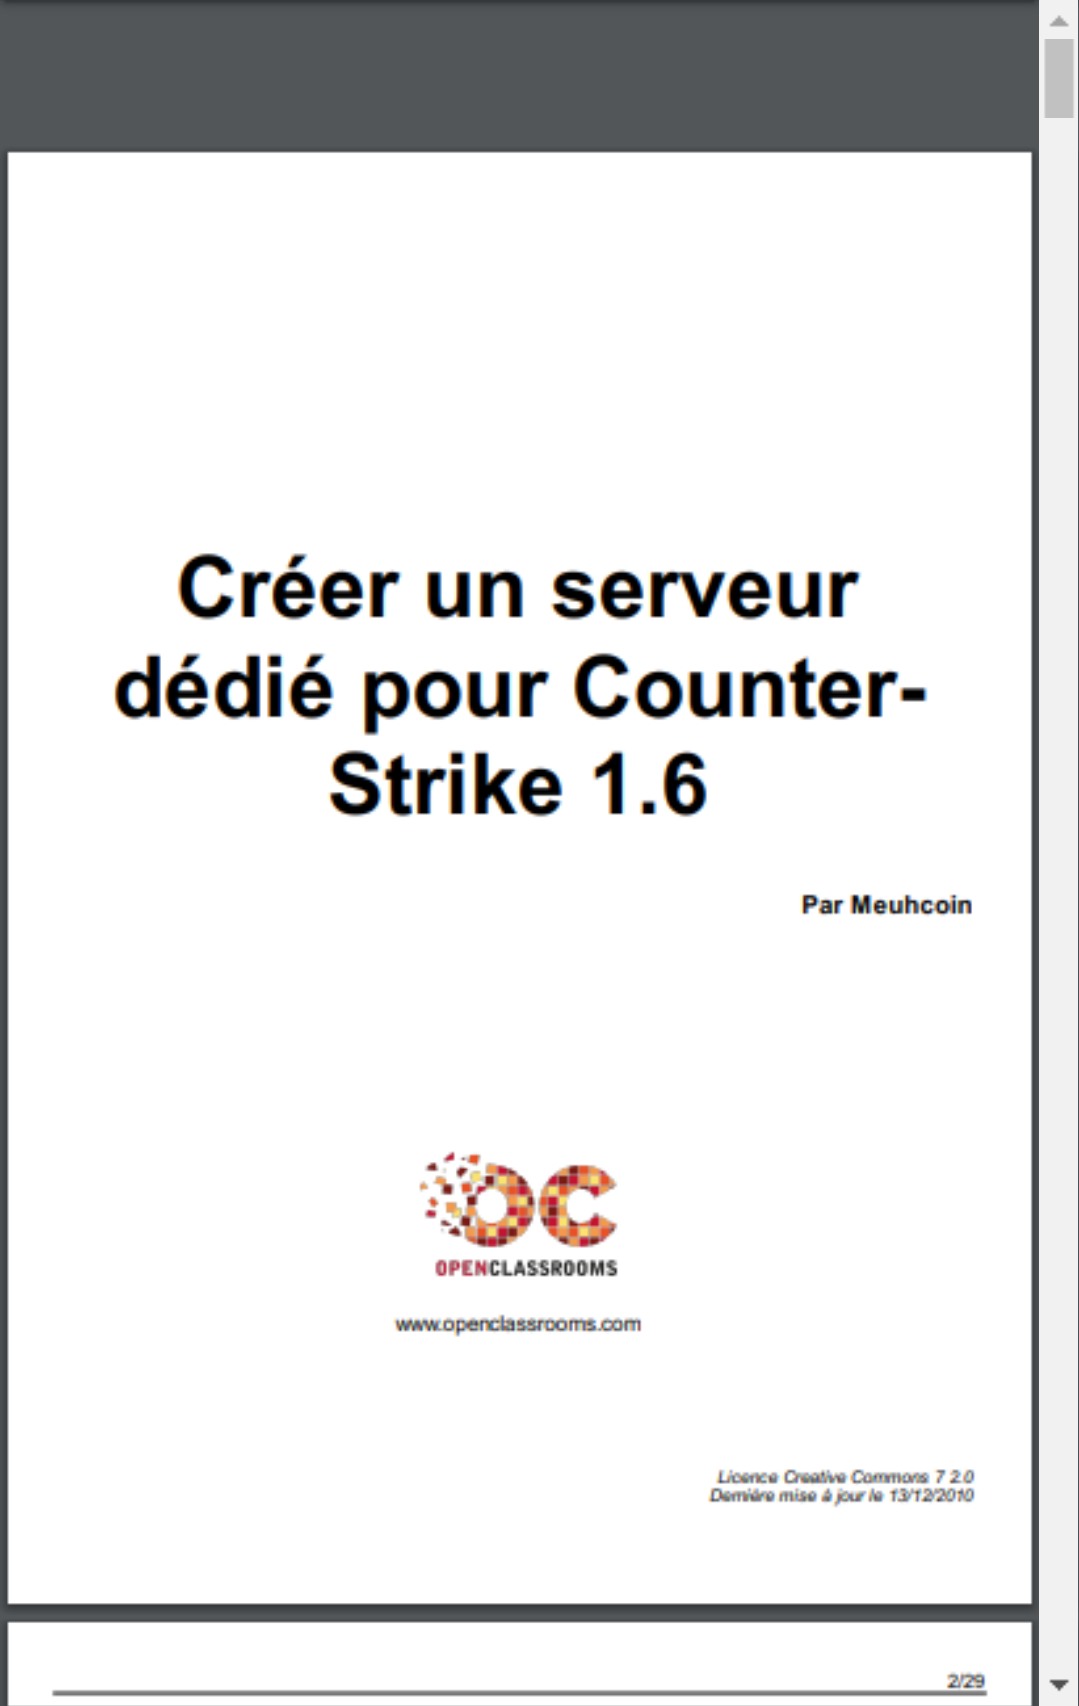 Créer un serveur
dédié pour Counter-
Strike 1.6
Par Meuhcoin
OC
OPENCLASSROOMS
www.openclassrooms.com
Licence Creative Commons 7 2.0
Dernière mise à jour le 13/12/2010
2/29